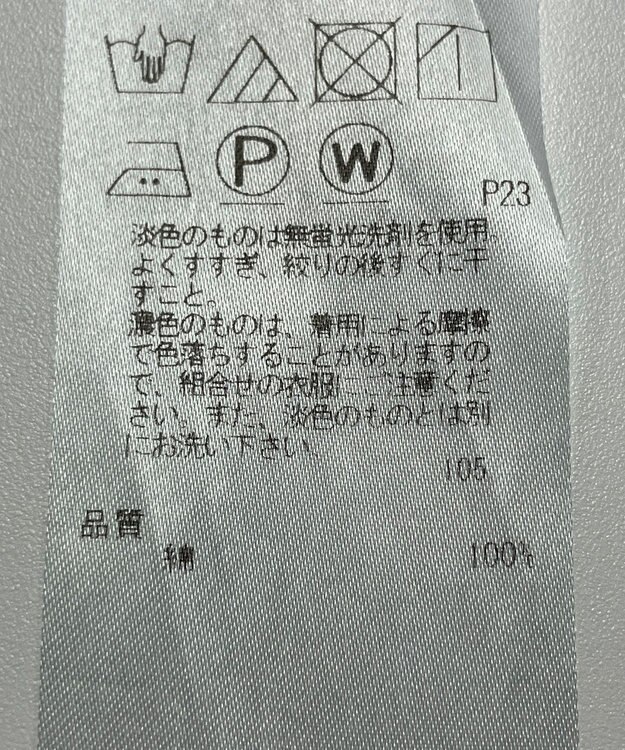 P W
P23
淡色のものは無蛍光洗剤を使用。
よくすすぎ、絞りの後すぐに干
すこと。
濃色のものは、着用による摩擦
で色落ちすることがありますの
で、組合せの衣服にご注意くだ
さい。また、淡色のものとは別
にお洗い下さい。
105
品質
綿 100%